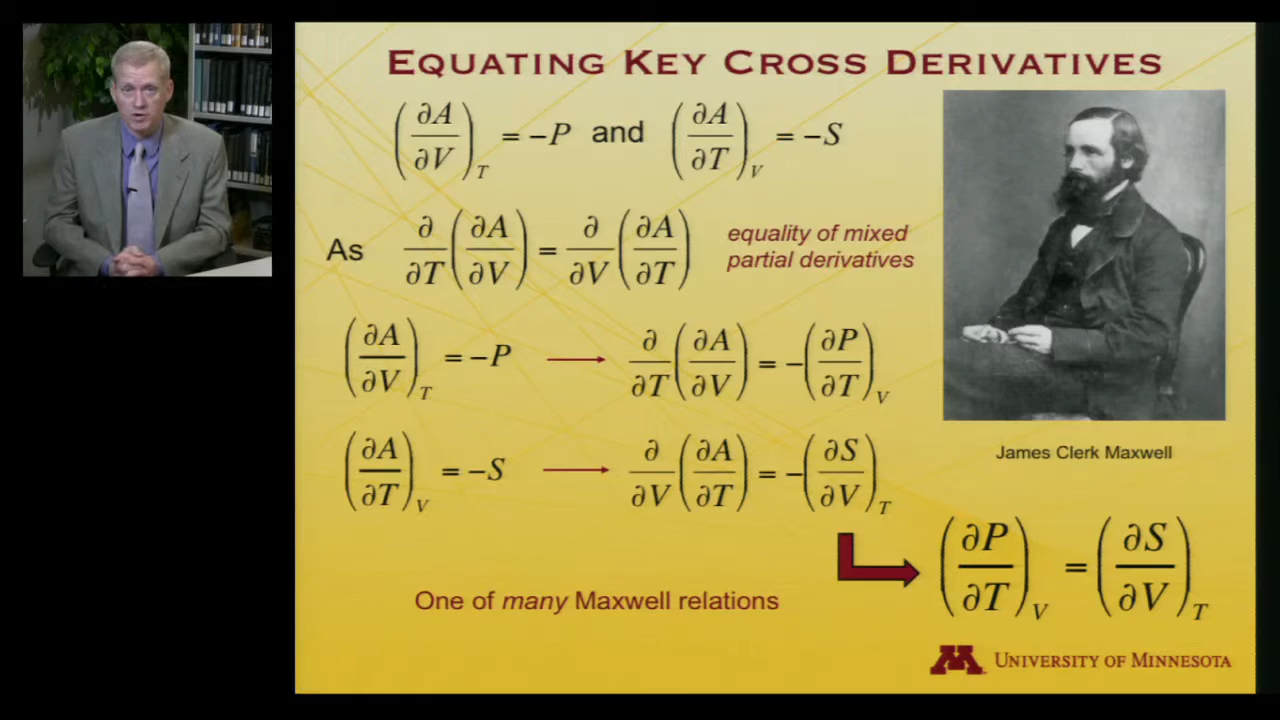 EQUATING KEY CROSS DERIVATIVES
(∂A/∂V)_T = −P and (∂A/∂T)_V = −S
As ∂/∂T (∂A/∂V) = ∂/∂V (∂A/∂T)
equality of mixed
partial derivatives
(∂A/∂V)_T = −P → ∂/∂T (∂A/∂V) = −(∂P/∂T)_V
(∂A/∂T)_V = −S → ∂/∂V (∂A/∂T) = −(∂S/∂V)_T
James Clerk Maxwell
(∂P/∂T)_V = (∂S/∂V)_T
One of many Maxwell relations
M UNIVERSITY OF MINNESOTA